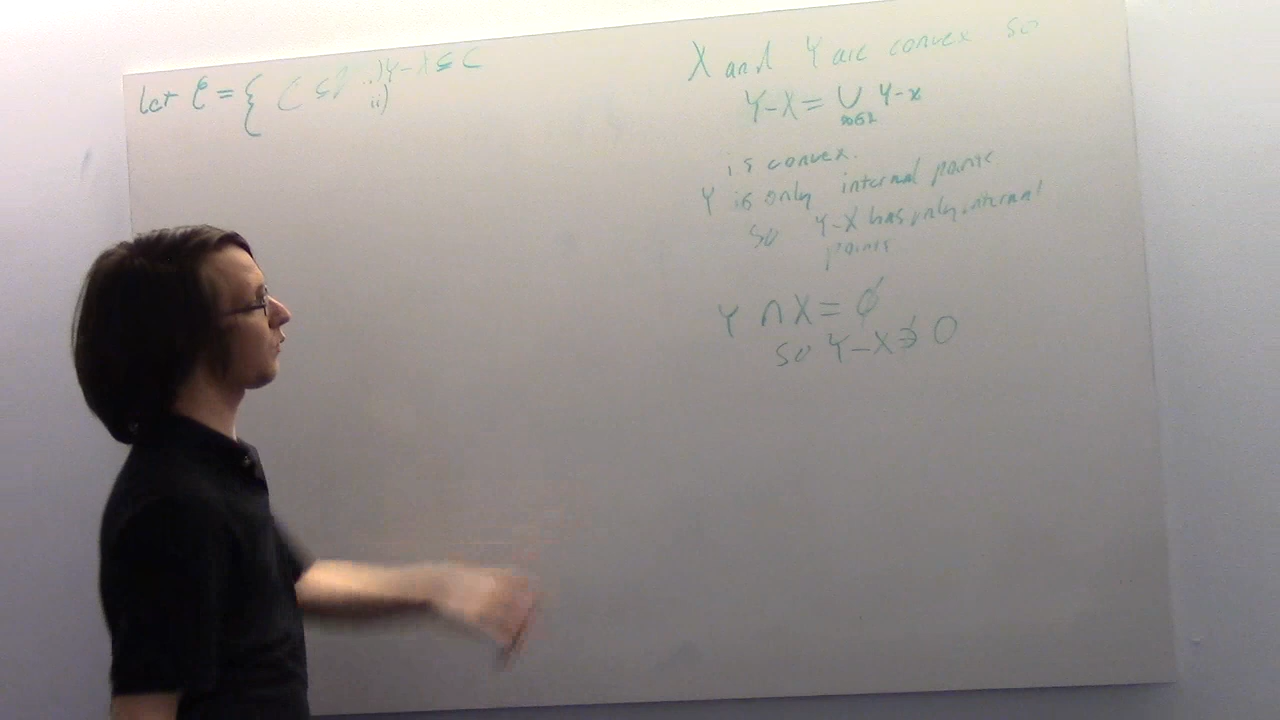 Let C = { C ⊆ i.) Y-X ⊆ C
ii)
X and Y are convex so
Y-X = ∪ Y-x
x∈X
is convex.
Y is only internal points
so Y-X has only internal
points
Y ∩ X = ∅
so Y-X ∌ 0